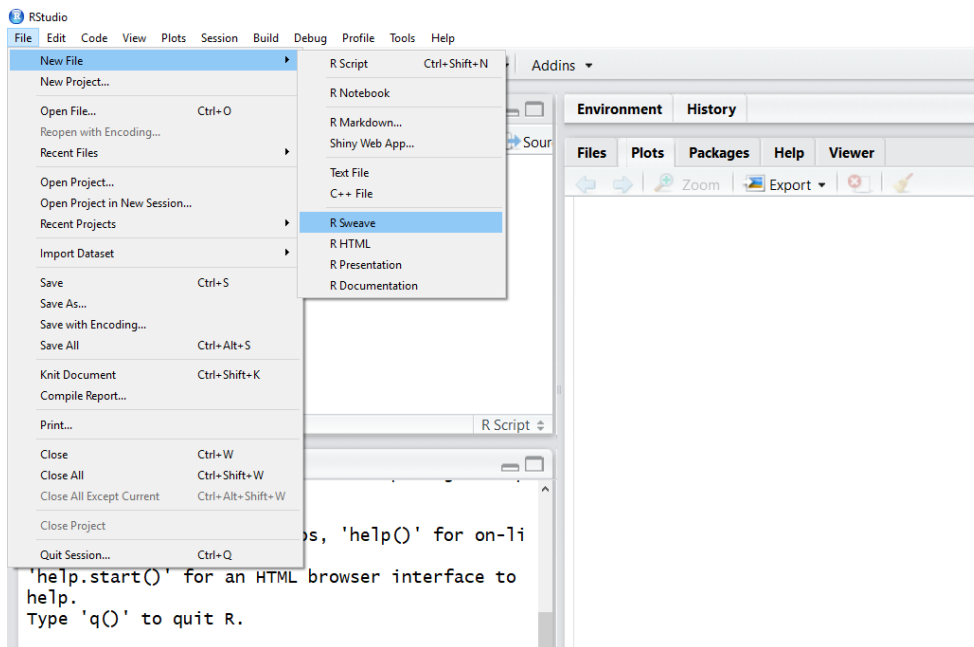 RStudio
File Edit Code View Plots Session Build Debug Profile Tools Help
New File
New Project...
Open File... Ctrl+O
Reopen with Encoding...
Recent Files
Open Project...
Open Project in New Session...
Recent Projects
Import Dataset
Save Ctrl+S
Save As...
Save with Encoding...
Save All Ctrl+Alt+S
Knit Document Ctrl+Shift+K
Compile Report...
Print...
Close Ctrl+W
Close All Ctrl+Shift+W
Close All Except Current Ctrl+Alt+Shift+W
Close Project
Quit Session... Ctrl+Q
R Script Ctrl+Shift+N
R Notebook
R Markdown...
Shiny Web App...
Text File
C++ File
R Sweave
R HTML
R Presentation
R Documentation
Addins
Sour
R Script
Environment History
Files Plots Packages Help Viewer
Zoom Export
os, 'help()' for on-li
'help.start()' for an HTML browser interface to
help.
Type 'q()' to quit R.